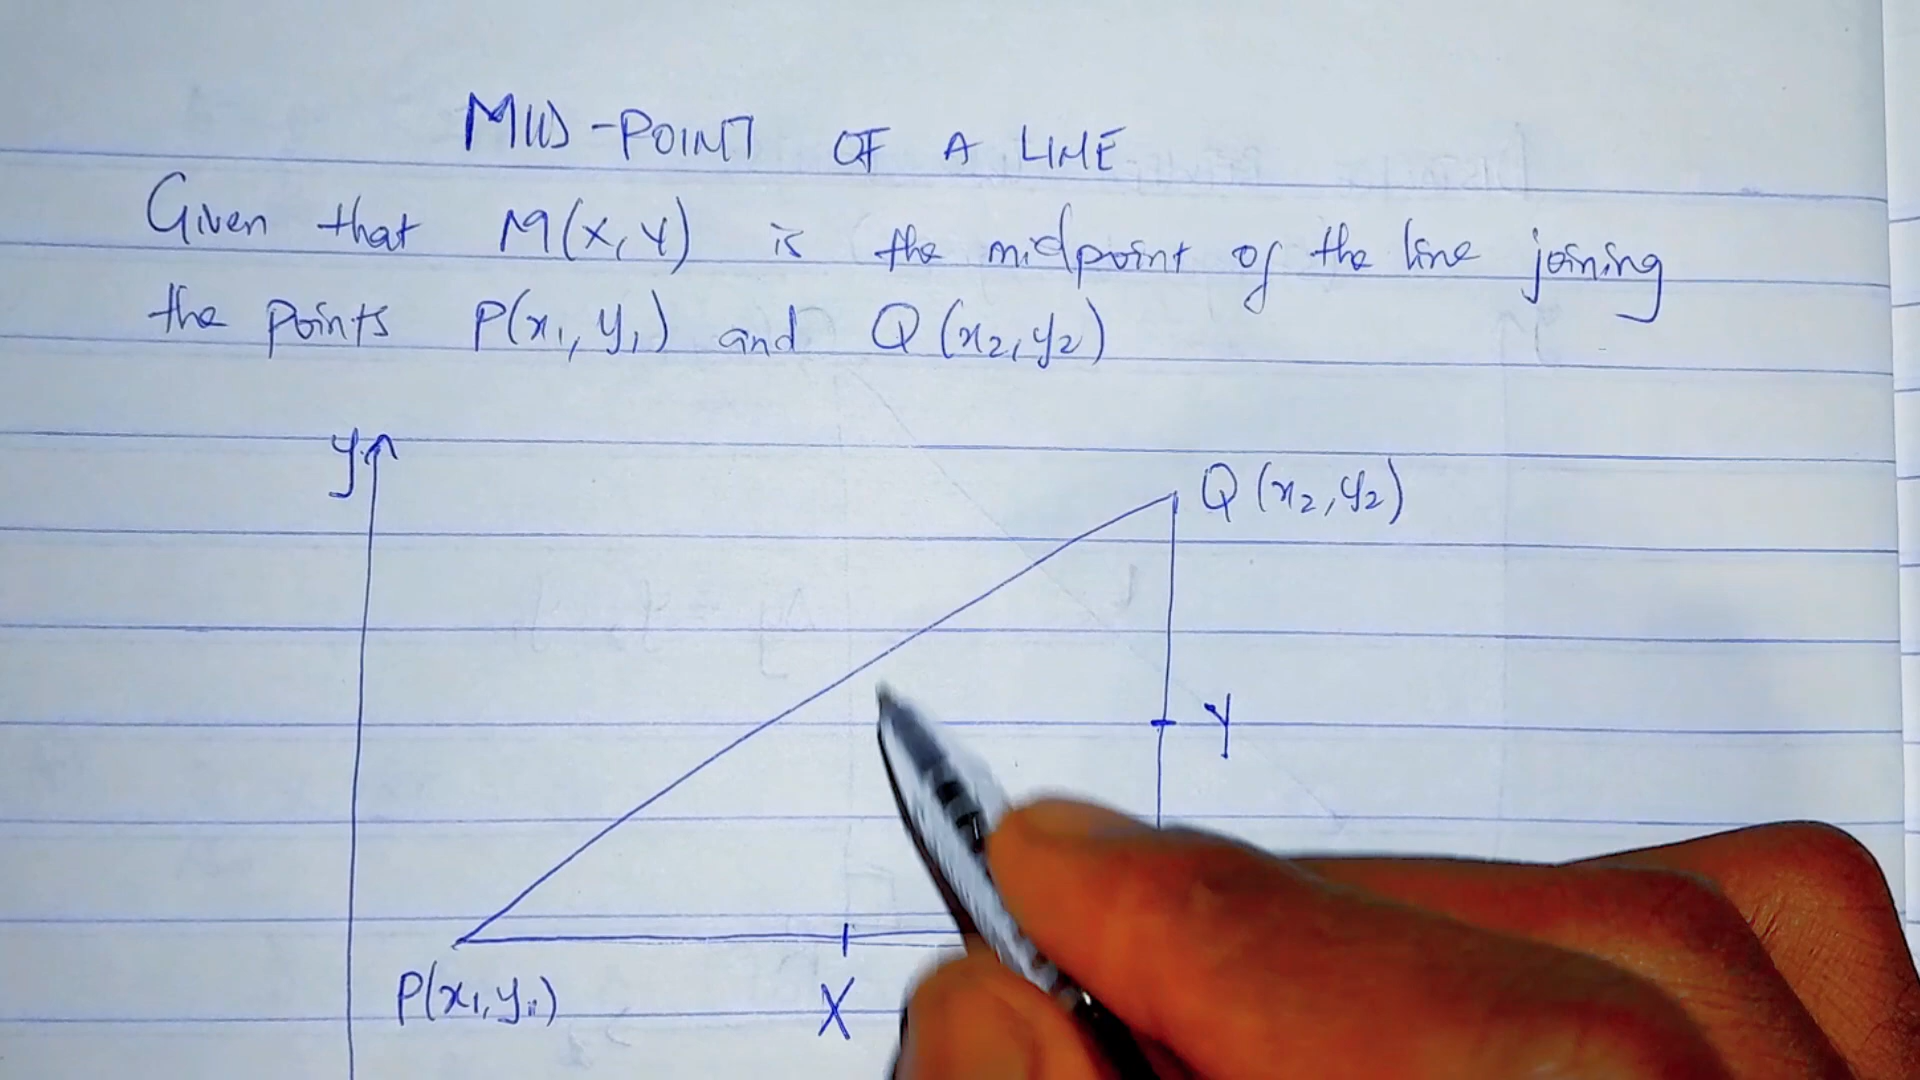 MID-POINT OF A LINE
Given that M(X,Y) is the midpoint of the line joining
the points P(x₁, y₁) and Q(x₂, y₂)
y
Q(x₂, y₂)
Y
P(x₁, y₁)
X